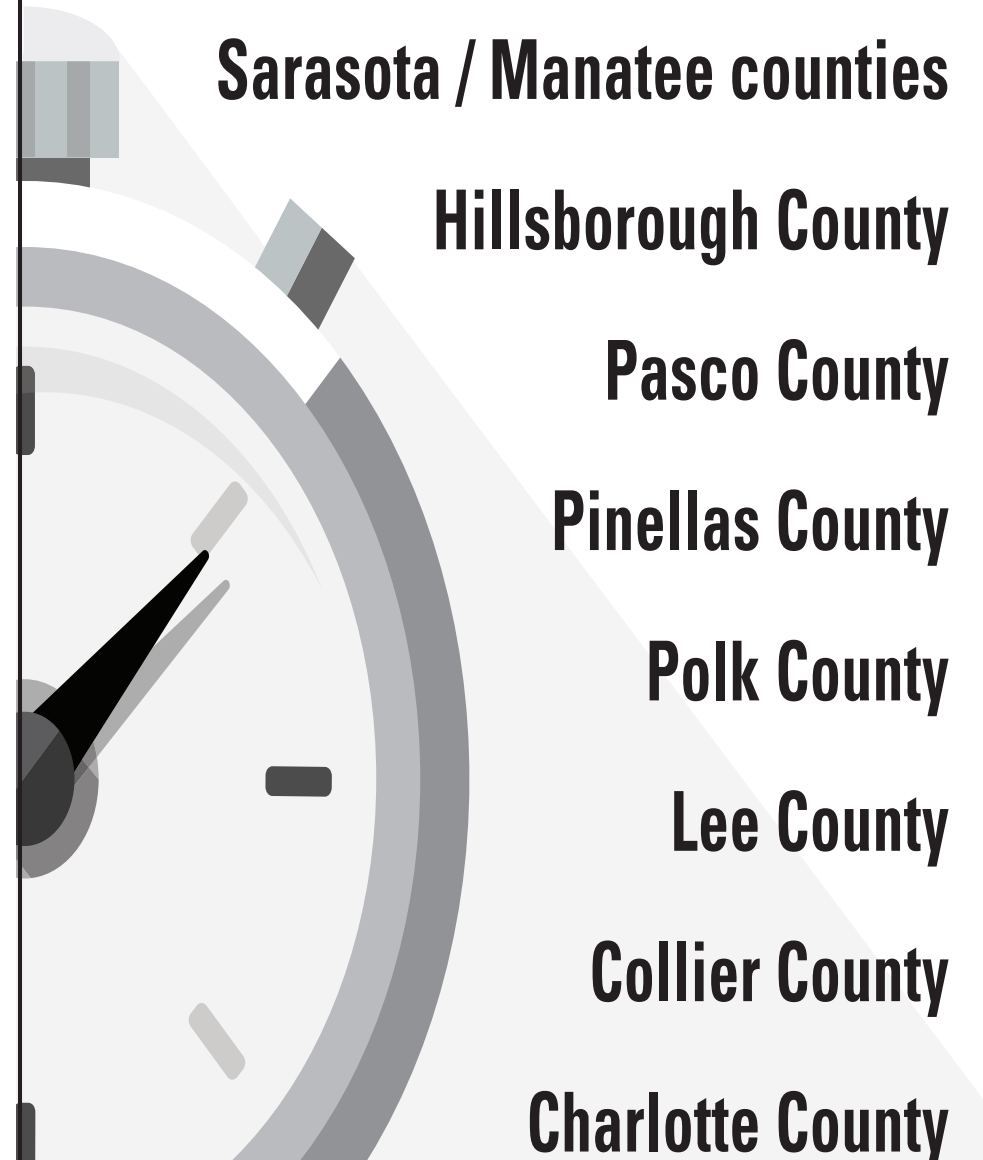 Sarasota / Manatee counties
Hillsborough County
Pasco County
Pinellas County
Polk County
Lee County
Collier County
Charlotte County